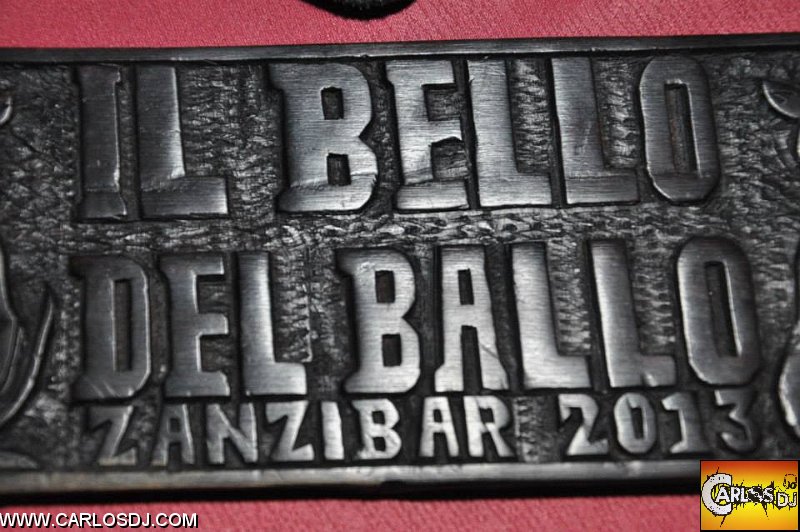 IL BELLO
DEL BALLO
ZANZIBAR 2013
CARLOS DJ
WWW.CARLOSDJ.COM